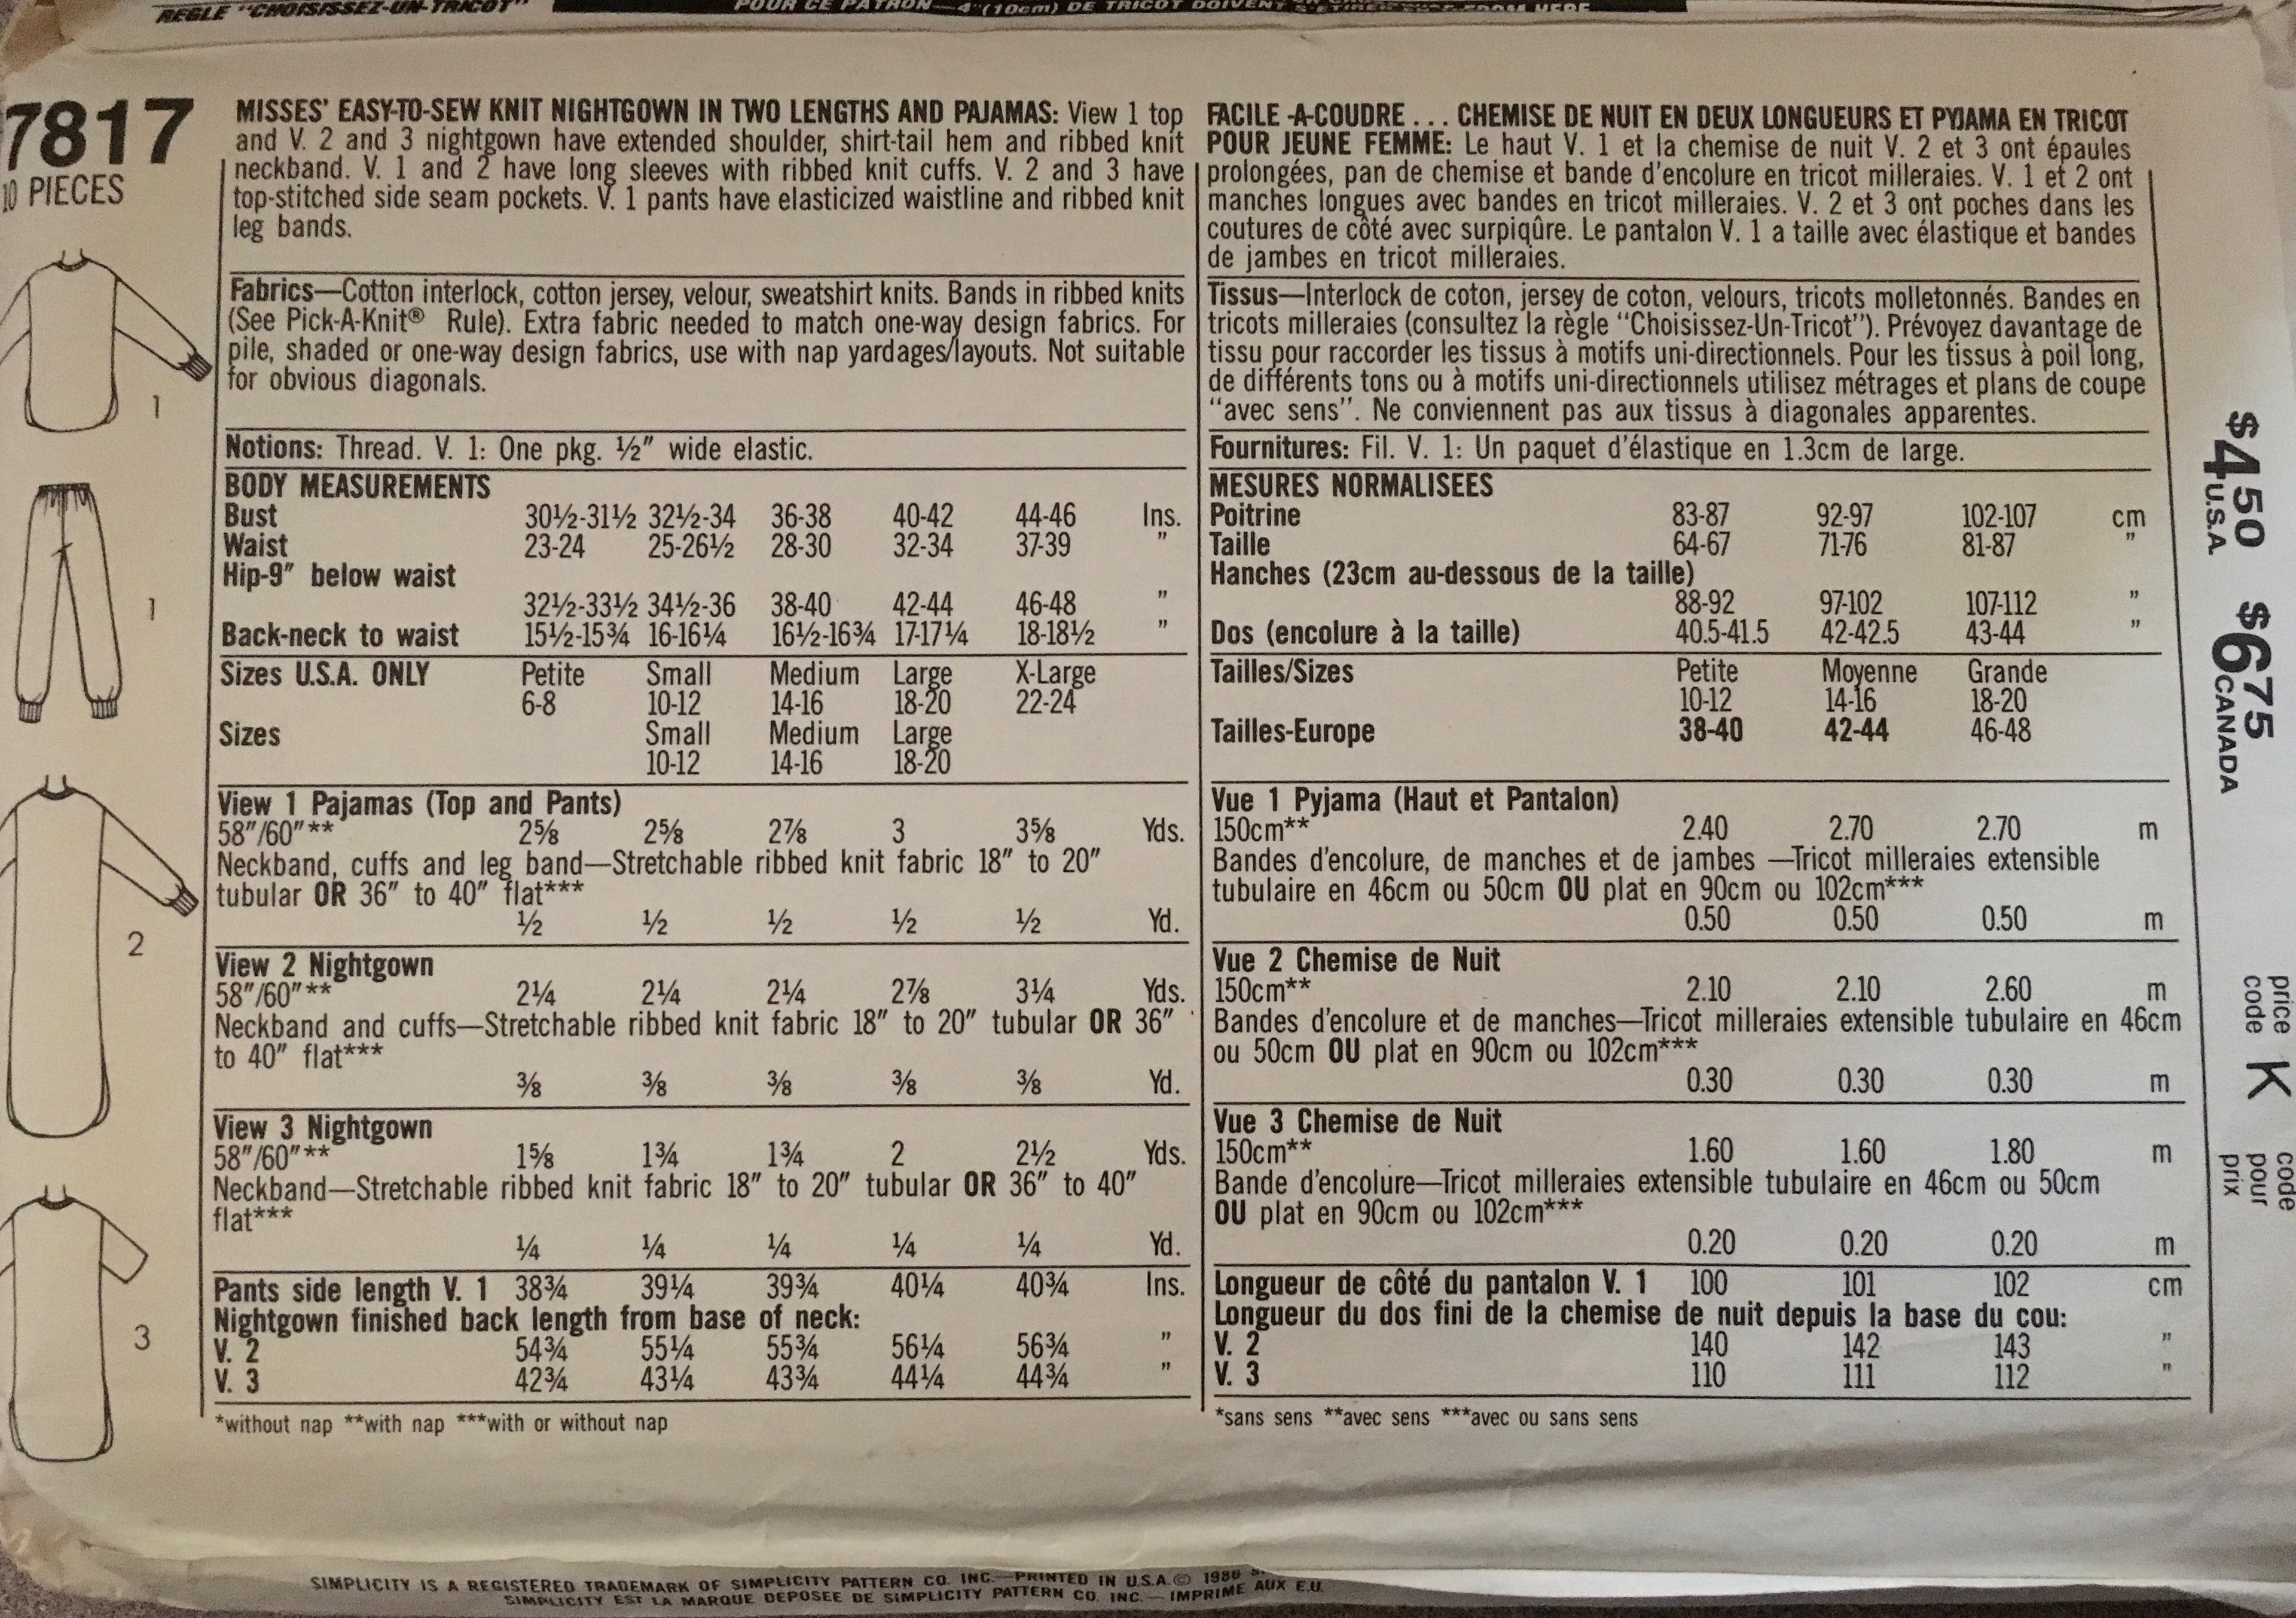 REGLE "CHOISISSEZ-UN-TRICOT"
POUR CE PATRON—4"(10cm) DE TRICOT DOIVENT
7817
10 PIECES
1
1
2
3
MISSES' EASY-TO-SEW KNIT NIGHTGOWN IN TWO LENGTHS AND PAJAMAS: View 1 top
and V. 2 and 3 nightgown have extended shoulder, shirt-tail hem and ribbed knit
neckband. V. 1 and 2 have long sleeves with ribbed knit cuffs. V. 2 and 3 have
top-stitched side seam pockets. V. 1 pants have elasticized waistline and ribbed knit
leg bands.
Fabrics—Cotton interlock, cotton jersey, velour, sweatshirt knits. Bands in ribbed knits
(See Pick-A-Knit® Rule). Extra fabric needed to match one-way design fabrics. For
pile, shaded or one-way design fabrics, use with nap yardages/layouts. Not suitable
for obvious diagonals.
Notions: Thread. V. 1: One pkg. ½" wide elastic.
BODY MEASUREMENTS
Bust 30½-31½ 32½-34 36-38 40-42 44-46 Ins.
Waist 23-24 25-26½ 28-30 32-34 37-39 "
Hip-9" below waist
32½-33½ 34½-36 38-40 42-44 46-48 "
Back-neck to waist 15½-15¾ 16-16¼ 16½-16¾ 17-17¼ 18-18½ "
Sizes U.S.A. ONLY Petite Small Medium Large X-Large
6-8 10-12 14-16 18-20 22-24
Sizes Small Medium Large
10-12 14-16 18-20
View 1 Pajamas (Top and Pants)
58"/60"** 2⅝ 2⅝ 2⅞ 3 3⅝ Yds.
Neckband, cuffs and leg band—Stretchable ribbed knit fabric 18" to 20"
tubular OR 36" to 40" flat***
½ ½ ½ ½ ½ Yd.
View 2 Nightgown
58"/60"** 2¼ 2¼ 2¼ 2⅞ 3¼ Yds.
Neckband and cuffs—Stretchable ribbed knit fabric 18" to 20" tubular OR 36"
to 40" flat***
⅜ ⅜ ⅜ ⅜ ⅜ Yd.
View 3 Nightgown
58"/60"** 1⅝ 1¾ 1¾ 2 2½ Yds.
Neckband—Stretchable ribbed knit fabric 18" to 20" tubular OR 36" to 40"
flat***
¼ ¼ ¼ ¼ ¼ Yd.
Pants side length V. 1 38¾ 39¼ 39¾ 40¼ 40¾ Ins.
Nightgown finished back length from base of neck:
V. 2 54¾ 55¼ 55¾ 56¼ 56¾ "
V. 3 42¾ 43¼ 43¾ 44¼ 44¾ "
*without nap **with nap ***with or without nap
FACILE -A-COUDRE . . . CHEMISE DE NUIT EN DEUX LONGUEURS ET PYJAMA EN TRICOT
POUR JEUNE FEMME: Le haut V. 1 et la chemise de nuit V. 2 et 3 ont épaules
prolongées, pan de chemise et bande d'encolure en tricot milleraies. V. 1 et 2 ont
manches longues avec bandes en tricot milleraies. V. 2 et 3 ont poches dans les
coutures de côté avec surpiqûre. Le pantalon V. 1 a taille avec élastique et bandes
de jambes en tricot milleraies.
Tissus—Interlock de coton, jersey de coton, velours, tricots molletonnés. Bandes en
tricots milleraies (consultez la règle "Choisissez-Un-Tricot"). Prévoyez davantage de
tissu pour raccorder les tissus à motifs uni-directionnels. Pour les tissus à poil long,
de différents tons ou à motifs uni-directionnels utilisez métrages et plans de coupe
"avec sens". Ne conviennent pas aux tissus à diagonales apparentes.
Fournitures: Fil. V. 1: Un paquet d'élastique en 1.3cm de large.
MESURES NORMALISEES
Poitrine 83-87 92-97 102-107 cm
Taille 64-67 71-76 81-87 "
Hanches (23cm au-dessous de la taille)
88-92 97-102 107-112 "
Dos (encolure à la taille) 40.5-41.5 42-42.5 43-44 "
Tailles/Sizes Petite Moyenne Grande
10-12 14-16 18-20
Tailles-Europe 38-40 42-44 46-48
Vue 1 Pyjama (Haut et Pantalon)
150cm** 2.40 2.70 2.70 m
Bandes d'encolure, de manches et de jambes —Tricot milleraies extensible
tubulaire en 46cm ou 50cm OU plat en 90cm ou 102cm***
0.50 0.50 0.50 m
Vue 2 Chemise de Nuit
150cm** 2.10 2.10 2.60 m
Bandes d'encolure et de manches—Tricot milleraies extensible tubulaire en 46cm
ou 50cm OU plat en 90cm ou 102cm***
0.30 0.30 0.30 m
Vue 3 Chemise de Nuit
150cm** 1.60 1.60 1.80 m
Bande d'encolure—Tricot milleraies extensible tubulaire en 46cm ou 50cm
OU plat en 90cm ou 102cm***
0.20 0.20 0.20 m
Longueur de côté du pantalon V. 1 100 101 102 cm
Longueur du dos fini de la chemise de nuit depuis la base du cou:
V. 2 140 142 143 "
V. 3 110 111 112 "
*sans sens **avec sens ***avec ou sans sens
$4 50 U.S.A.
$6 75 CANADA
price
code K
code
pour
prix
SIMPLICITY IS A REGISTERED TRADEMARK OF SIMPLICITY PATTERN CO. INC.—PRINTED IN U.S.A.© 1986
SIMPLICITY EST LA MARQUE DEPOSEE DE SIMPLICITY PATTERN CO. INC.—IMPRIME AUX E.U.